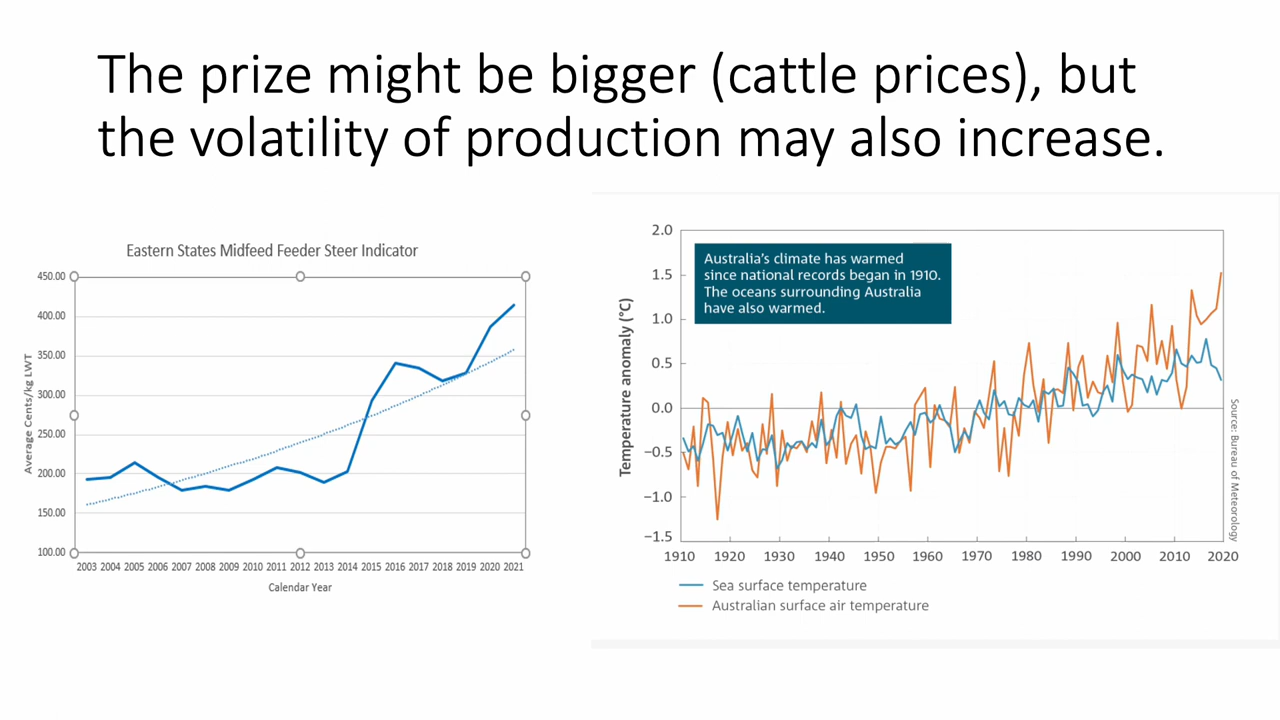 The prize might be bigger (cattle prices), but
the volatility of production may also increase.
Eastern States Midfeed Feeder Steer Indicator
450.00
400.00
350.00
300.00
250.00
200.00
150.00
100.00
Average Cents/kg LWT
2003 2004 2005 2006 2007 2008 2009 2010 2011 2012 2013 2014 2015 2016 2017 2018 2019 2020 2021
Calendar Year
2.0
1.5
1.0
0.5
0.0
−0.5
−1.0
−1.5
Temperature anomaly (°C)
Australia's climate has warmed
since national records began in 1910.
The oceans surrounding Australia
have also warmed.
1910 1920 1930 1940 1950 1960 1970 1980 1990 2000 2010 2020
Source: Bureau of Meteorology
Sea surface temperature
Australian surface air temperature